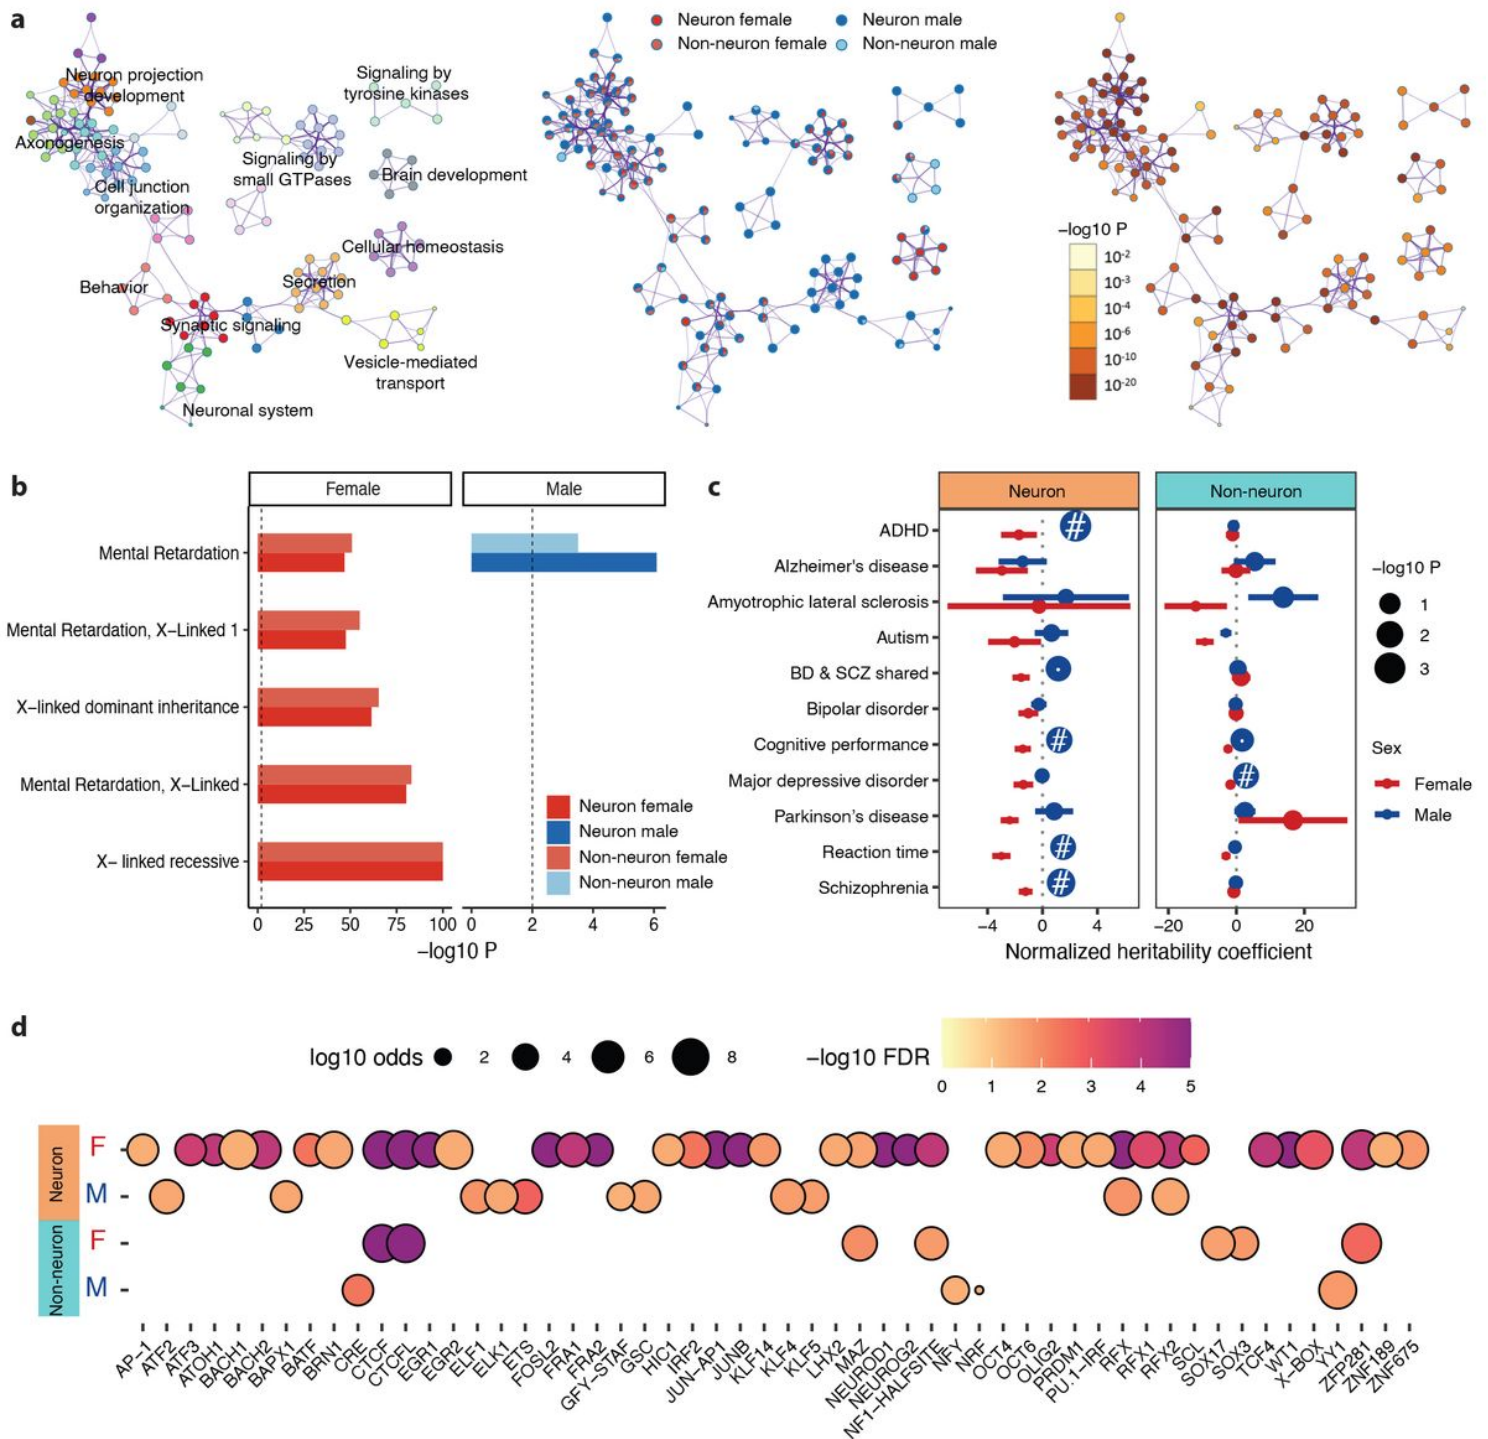 a
Neuron female
Neuron male
Non-neuron female
Non-neuron male
Neuron projection
development
Signaling by
tyrosine kinases
Axonogenesis
Signaling by
small GTPases
Brain development
Cell junction
organization
Cellular homeostasis
Behavior
Secretion
Synaptic signaling
Vesicle-mediated
transport
Neuronal system
−log10 P
10-2
10-3
10-4
10-6
10-10
10-20
b
Female
Male
Mental Retardation
Mental Retardation, X−Linked 1
X−linked dominant inheritance
Mental Retardation, X−Linked
X− linked recessive
Neuron female
Neuron male
Non-neuron female
Non-neuron male
0 25 50 75 100 0 2 4 6
−log10 P
c
Neuron
Non-neuron
ADHD
#
Alzheimer's disease
Amyotrophic lateral sclerosis
Autism
BD & SCZ shared
Bipolar disorder
Cognitive performance
#
Major depressive disorder
#
Parkinson's disease
Reaction time
#
Schizophrenia
#
−4 0 4 −20 0 20
Normalized heritability coefficient
−log10 P
1
2
3
Sex
Female
Male
d
log10 odds 2 4 6 8
−log10 FDR
0 1 2 3 4 5
Neuron
F
M
Non-neuron
F
M
AP-1
ATF2
ATF3
ATOH1
BACH1
BACH2
BAPX1
BATF
BRN1
CRE
CTCF
CTCFL
EGR1
EGR2
ELF1
ELK1
ETS
FOSL2
FRA1
FRA2
GFY−STAF
GSC
HIC1
IRF2
JUN−AP1
JUNB
KLF14
KLF4
KLF5
LHX2
MAZ
NEUROD1
NEUROG2
NF1−HALFSITE
NFY
NRF
OCT4
OCT6
OLIG2
PRDM1
PU.1−IRF
RFX
RFX1
RFX2
SCL
SOX17
SOX3
TCF4
WT1
X−BOX
YY1
ZFP281
ZNF189
ZNF675